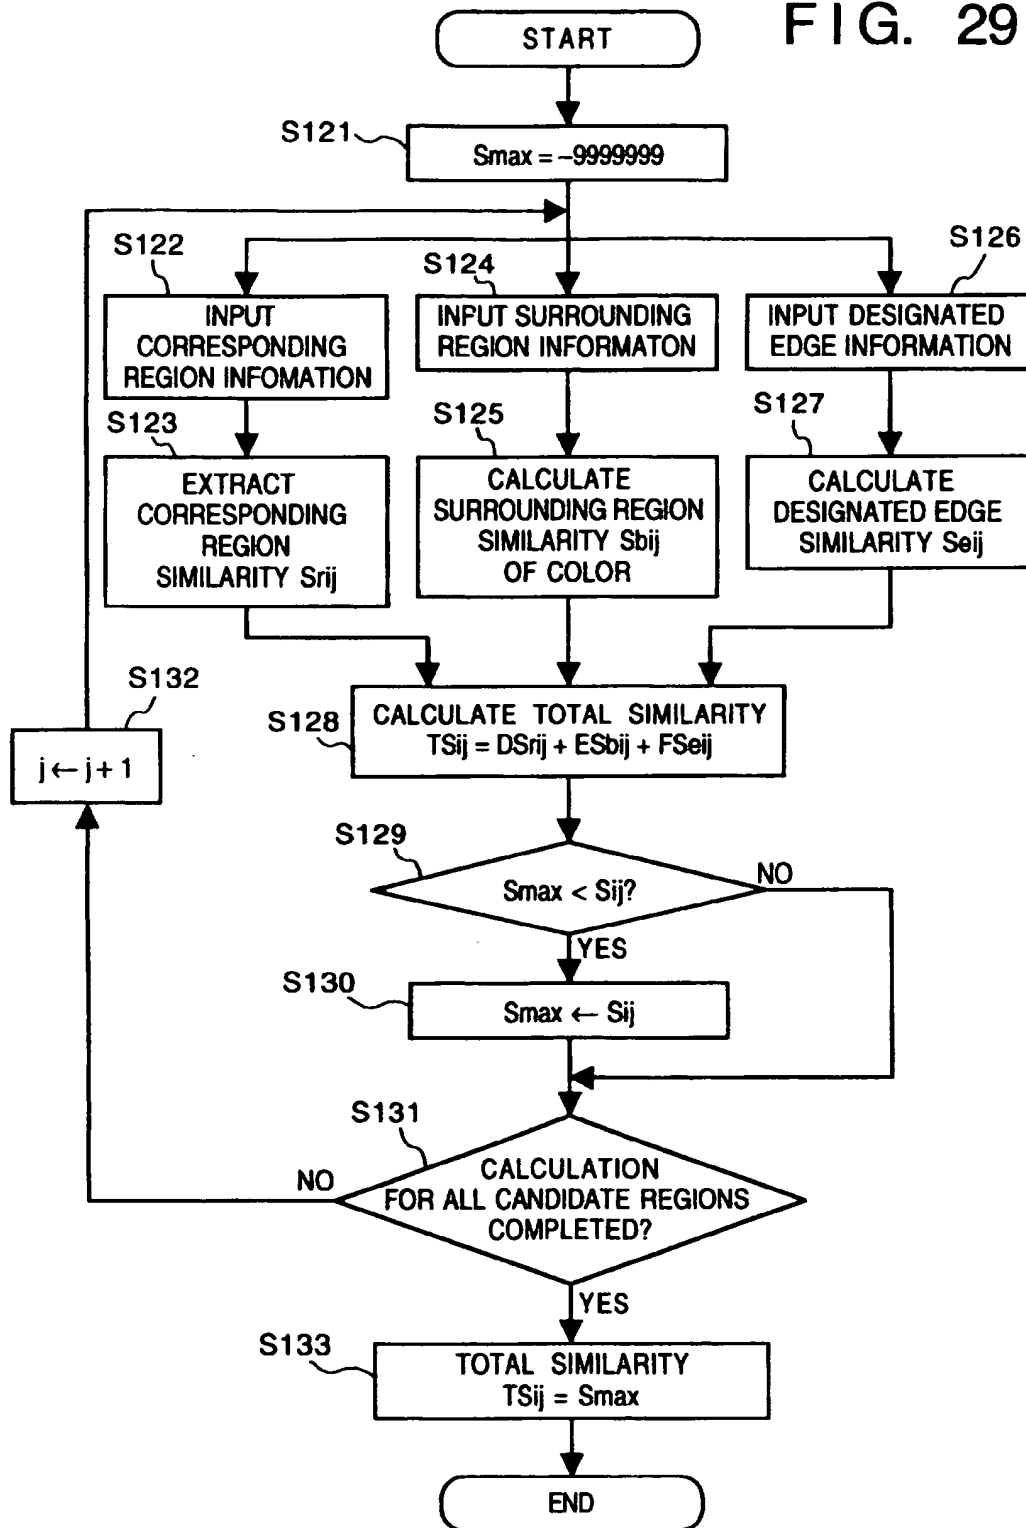 FIG. 29
START
S121
Smax = -9999999
S122
INPUT
CORRESPONDING
REGION INFOMATION
S124
INPUT SURROUNDING
REGION INFORMATON
S126
INPUT DESIGNATED
EDGE INFORMATION
S123
EXTRACT
CORRESPONDING
REGION
SIMILARITY Srij
S125
CALCULATE
SURROUNDING REGION
SIMILARITY Sbij
OF COLOR
S127
CALCULATE
DESIGNATED EDGE
SIMILARITY Seij
S132
j ← j + 1
S128
CALCULATE TOTAL SIMILARITY
TSij = DSrij + ESbij + FSeij
S129
Smax < Sij?
NO
YES
S130
Smax ← Sij
S131
CALCULATION
FOR ALL CANDIDATE REGIONS
COMPLETED?
NO
YES
S133
TOTAL SIMILARITY
TSij = Smax
END